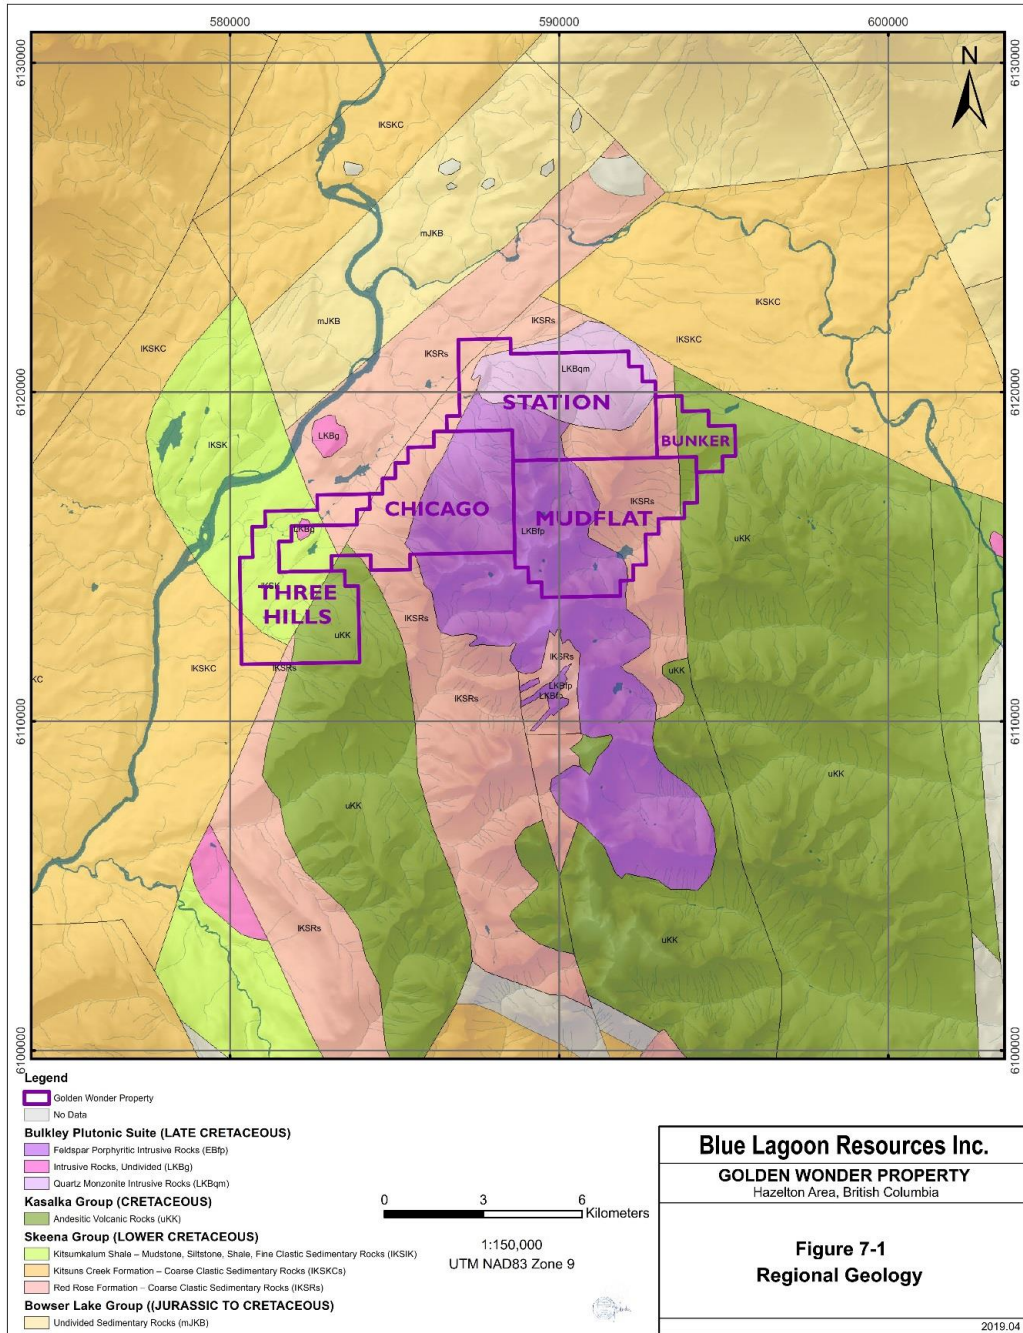 580000
590000
600000
6130000
6130000
N
lKSKC
mJKB
mJKB
lKSKC
lKSRs
lKSKC
lKSRs
lKSKC
LKBqm
6120000
6120000
STATION
BUNKER
LKBg
lKSK
CHICAGO
lKSRs
MUDFLAT
LKBfp
uKK
THREE
HILLS
lKSRs
uKK
lKSKC
lKSRs
lKSRs
uKK
KC
lKSRs
LKBfp
6110000
6110000
uKK
uKK
lKSRs
uKK
6100000
6100000
Legend
Golden Wonder Property
No Data
Bulkley Plutonic Suite (LATE CRETACEOUS)
Feldspar Porphyritic Intrusive Rocks (EBfp)
Intrusive Rocks, Undivided (LKBg)
Quartz Monzonite Intrusive Rocks (LKBqm)
Kasalka Group (CRETACEOUS)
Andesitic Volcanic Rocks (uKK)
Skeena Group (LOWER CRETACEOUS)
Kitsumkalum Shale – Mudstone, Siltstone, Shale, Fine Clastic Sedimentary Rocks (lKSIK)
Kitsuns Creek Formation – Coarse Clastic Sedimentary Rocks (lKSKCs)
Red Rose Formation – Coarse Clastic Sedimentary Rocks (lKSRs)
Bowser Lake Group ((JURASSIC TO CRETACEOUS)
Undivided Sedimentary Rocks (mJKB)
0 3 6
Kilometers
1:150,000
UTM NAD83 Zone 9
Blue Lagoon Resources Inc.
GOLDEN WONDER PROPERTY
Hazelton Area, British Columbia
Figure 7-1
Regional Geology
2019.04